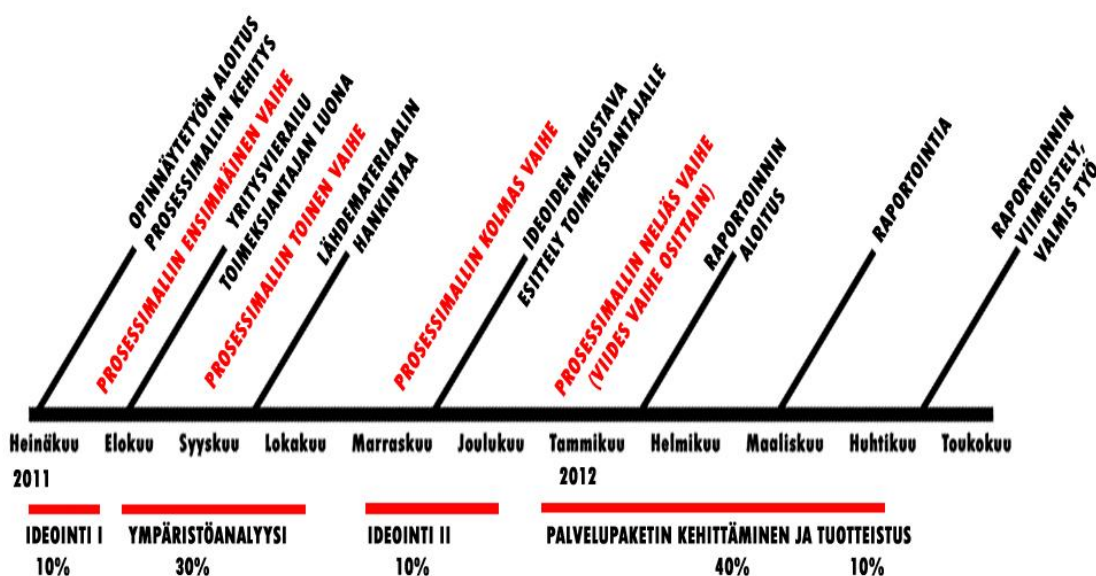 OPINNÄYTETYÖN ALOITUS
PROSESSIMALLIN KEHITYS
PROSESSIMALLIN ENSIMMÄINEN VAIHE
YRITYSVIERAILU
TOIMEKSIANTAJAN LUONA
PROSESSIMALLIN TOINEN VAIHE
LÄHDEMATERIAALIN
HANKINTAA
PROSESSIMALLIN KOLMAS VAIHE
IDEOIDEN ALUSTAVA
ESITTELY TOIMEKSIANTAJALLE
PROSESSIMALLIN NELJÄS VAIHE
(VIIDES VAIHE OSITTAIN)
RAPORTOINNIN
ALOITUS
RAPORTOINTIA
RAPORTOINNIN
VIIMEISTELY,
VALMIS TYÖ
Heinäkuu Elokuu Syyskuu Lokakuu Marraskuu Joulukuu Tammikuu Helmikuu Maaliskuu Huhtikuu Toukokuu
2011 2012
IDEOINTI I YMPÄRISTÖANALYYSI IDEOINTI II PALVELUPAKETIN KEHITTÄMINEN JA TUOTTEISTUS
10% 30% 10% 40% 10%